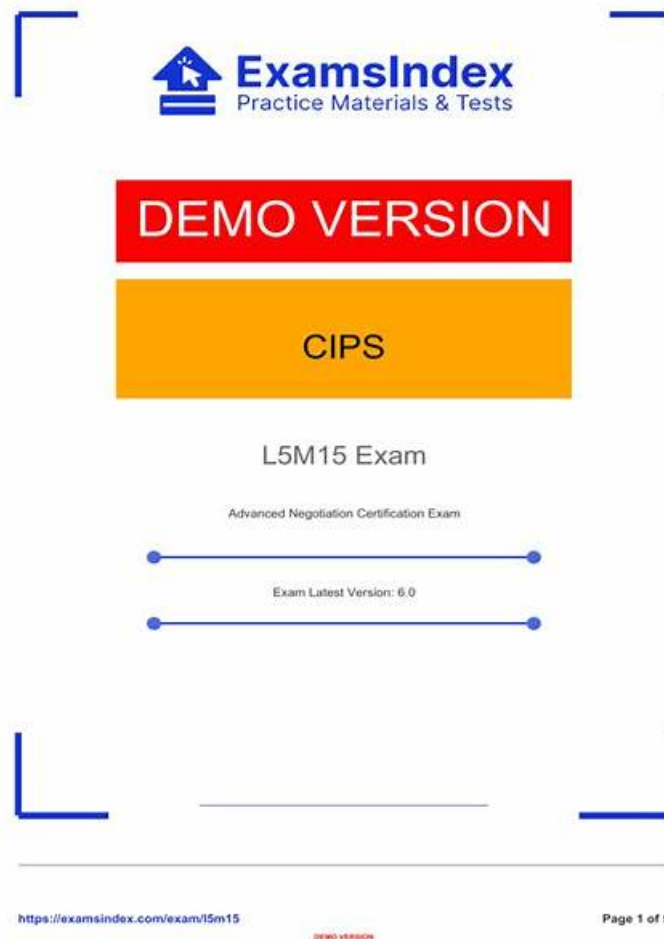 ExamsIndex
Practice Materials & Tests
DEMO VERSION
CIPS
L5M15 Exam
Advanced Negotiation Certification Exam
Exam Latest Version: 6.0
https://examsindex.com/exam/l5m15
Page 1 of
DEMO VERSION